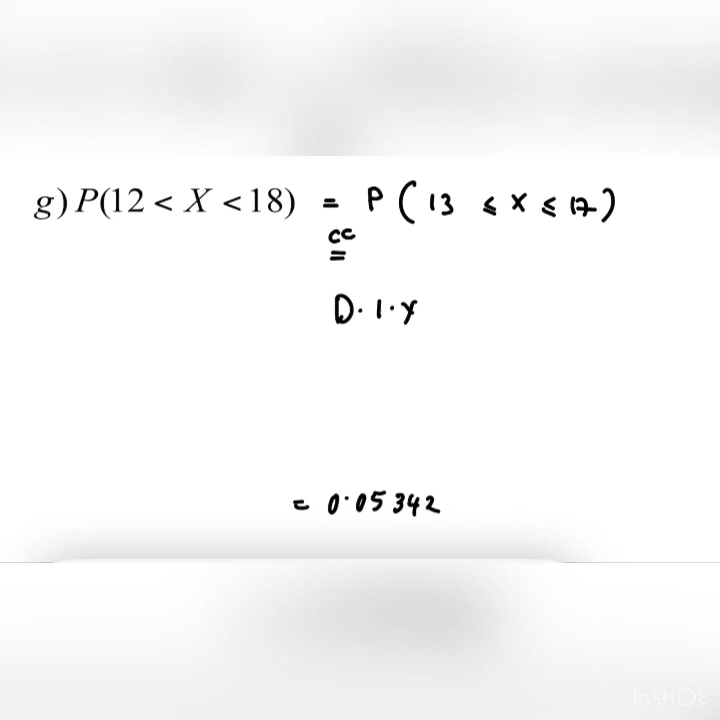 g) P(12 < X < 18) = P ( 13 ≤ X ≤ 17 )
cc
=
D.1.Y
= 0.05342
InShOt